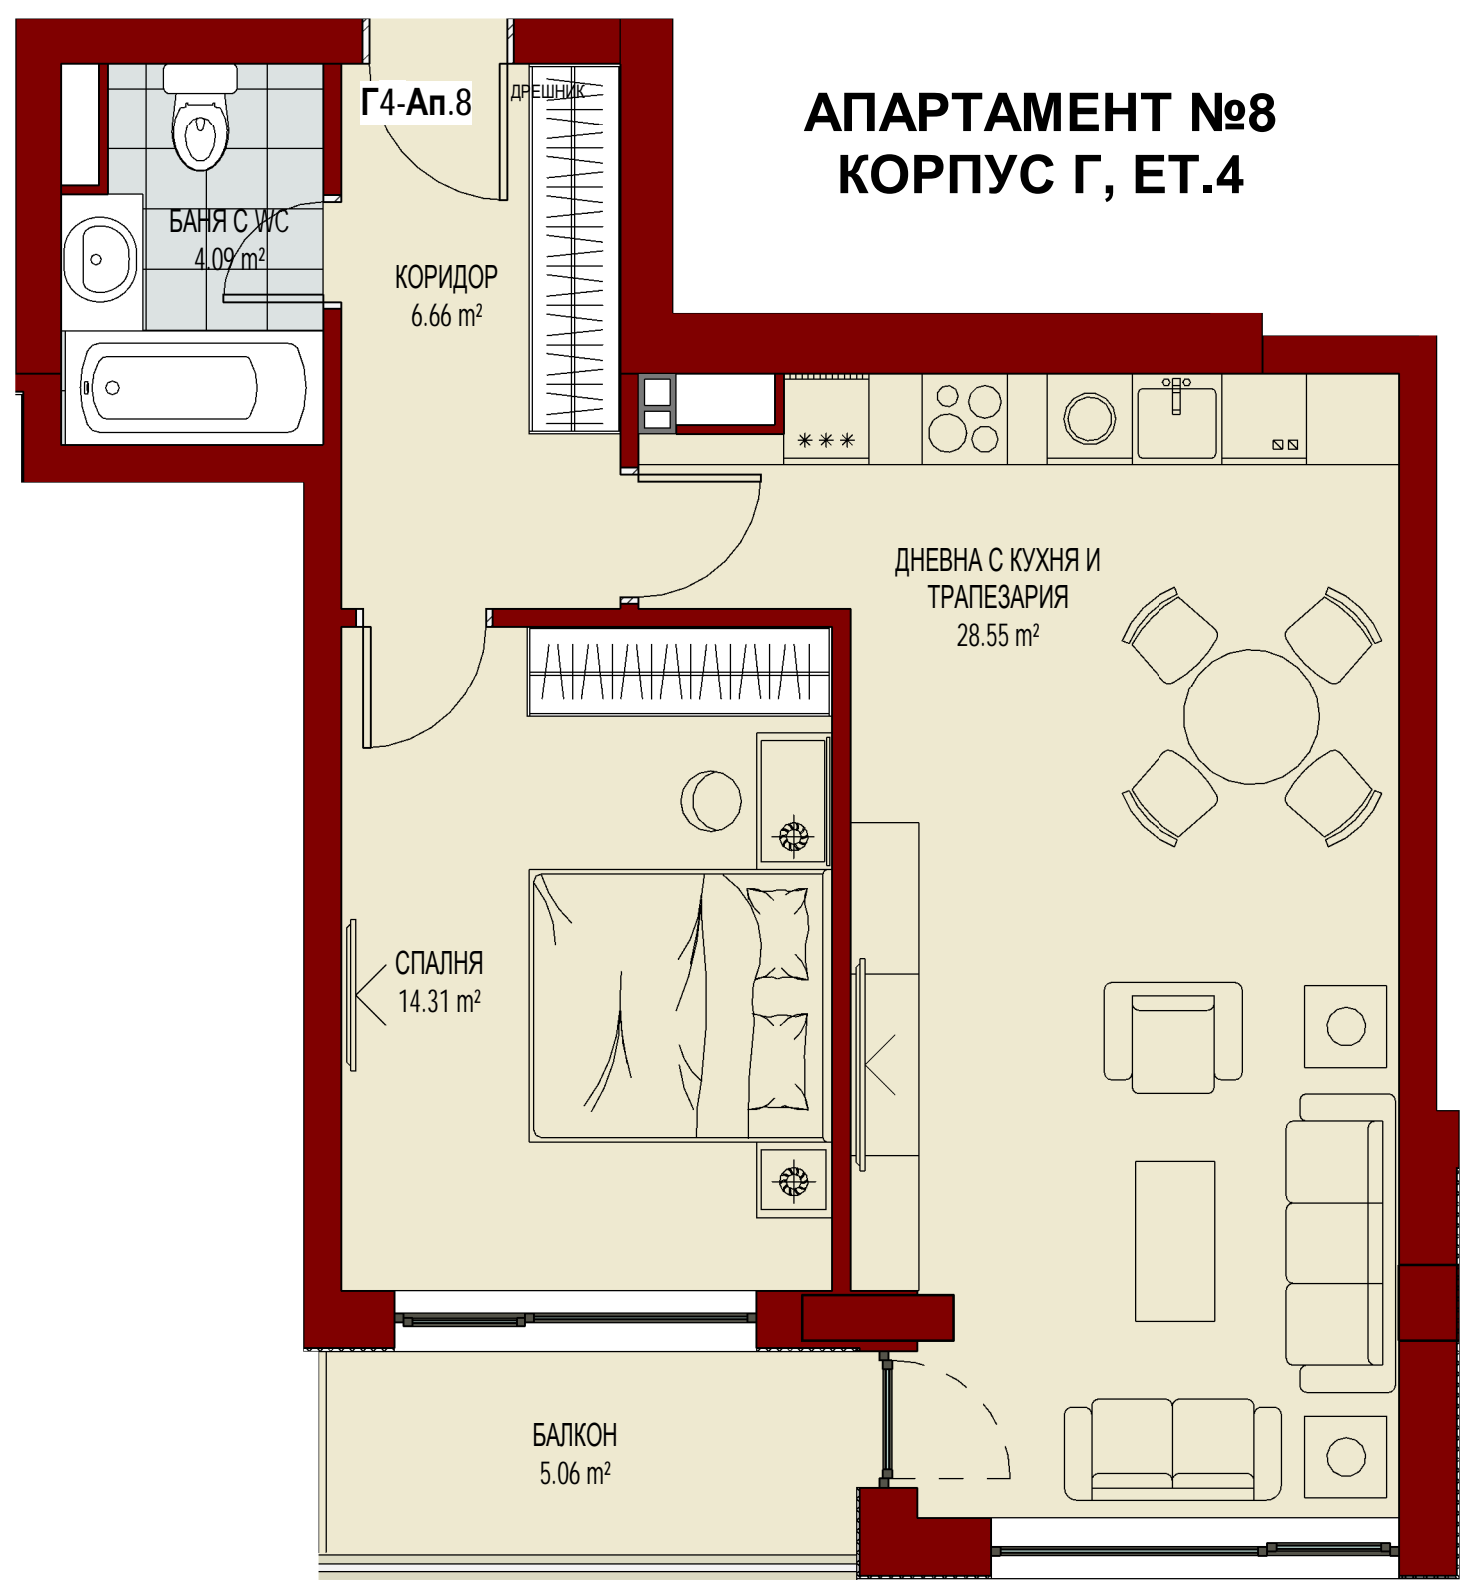 АПАРТАМЕНТ №8
КОРПУС Г, ЕТ.4
Г4-Ап.8
ДРЕШНИК
БАНЯ С WC
4.09 m²
КОРИДОР
6.66 m²
ДНЕВНА С КУХНЯ И
ТРАПЕЗАРИЯ
28.55 m²
СПАЛНЯ
14.31 m²
БАЛКОН
5.06 m²